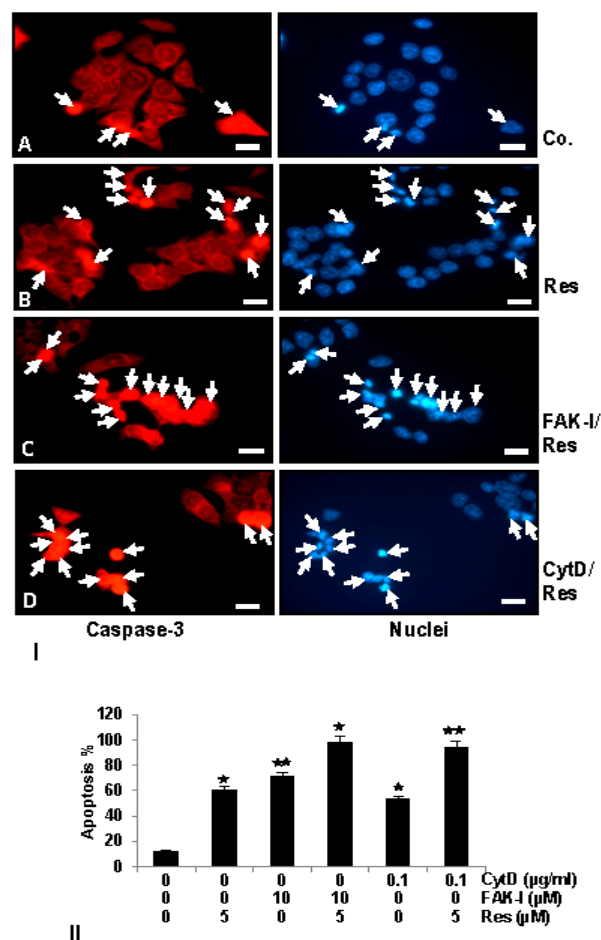 A
Co.
B
Res
C
FAK-I/
Res
D
CytD/
Res
Caspase-3 Nuclei
I
120
100
80
60
40
20
0
Apoptosis %
★ ★★ ★ ★ ★★
0 0 0 0 0.1 0.1 CytD (µg/ml)
0 0 10 10 0 0 FAK-I (µM)
0 5 0 5 0 5 Res (µM)
II